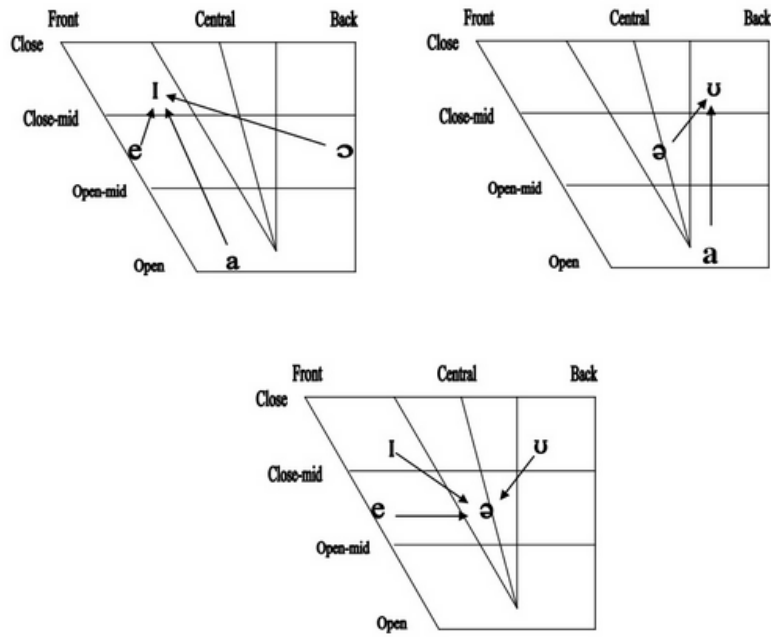 Front Central Back
Close
I
Close-mid
e ɔ
Open-mid
Open a
Front Central Back
Close
ʊ
Close-mid
ə
Open-mid
a
Open
Front Central Back
Close
I ʊ
Close-mid
e ə
Open-mid
Open